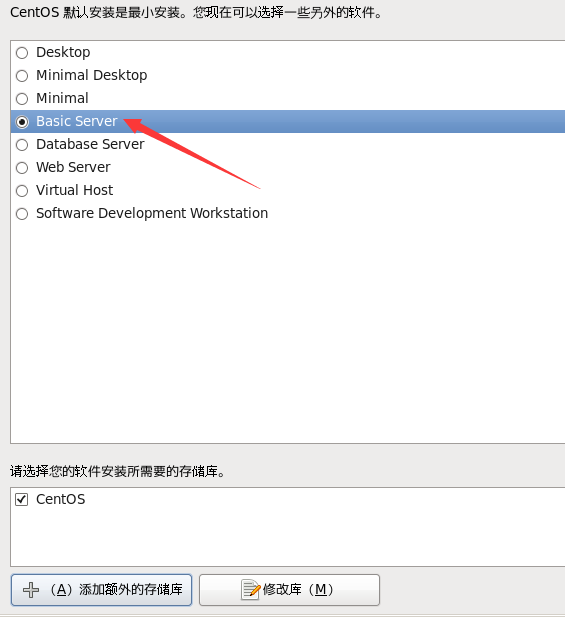 CentOS 默认安装是最小安装。您现在可以选择一些另外的软件。
Desktop
Minimal Desktop
Minimal
Basic Server
Database Server
Web Server
Virtual Host
Software Development Workstation
请选择您的软件安装所需要的存储库。
CentOS
（A）添加额外的存储库
修改库（M）